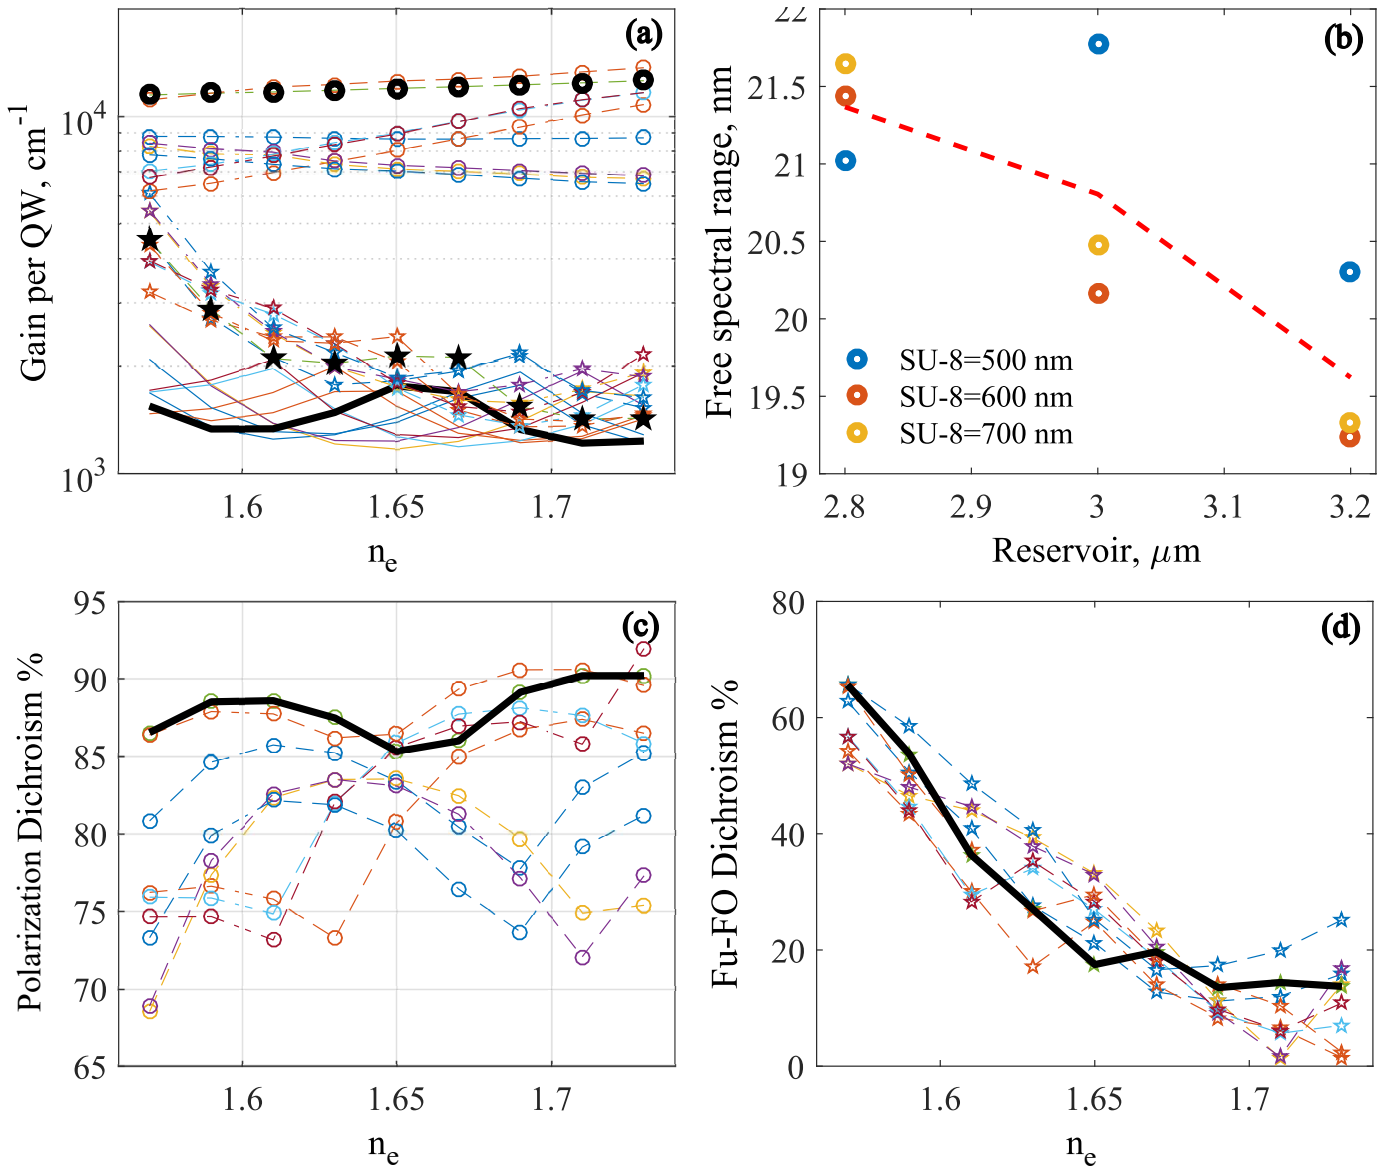 (a)
10^4
10^3
Gain per QW, cm^-1
1.6 1.65 1.7
n_e
(b)
22
21.5
21
20.5
20
19.5
19
Free spectral range, nm
SU-8=500 nm
SU-8=600 nm
SU-8=700 nm
2.8 2.9 3 3.1 3.2
Reservoir, μm
(c)
95
90
85
80
75
70
65
Polarization Dichroism %
1.6 1.65 1.7
n_e
(d)
80
60
40
20
0
Fu-FO Dichroism %
1.6 1.65 1.7
n_e